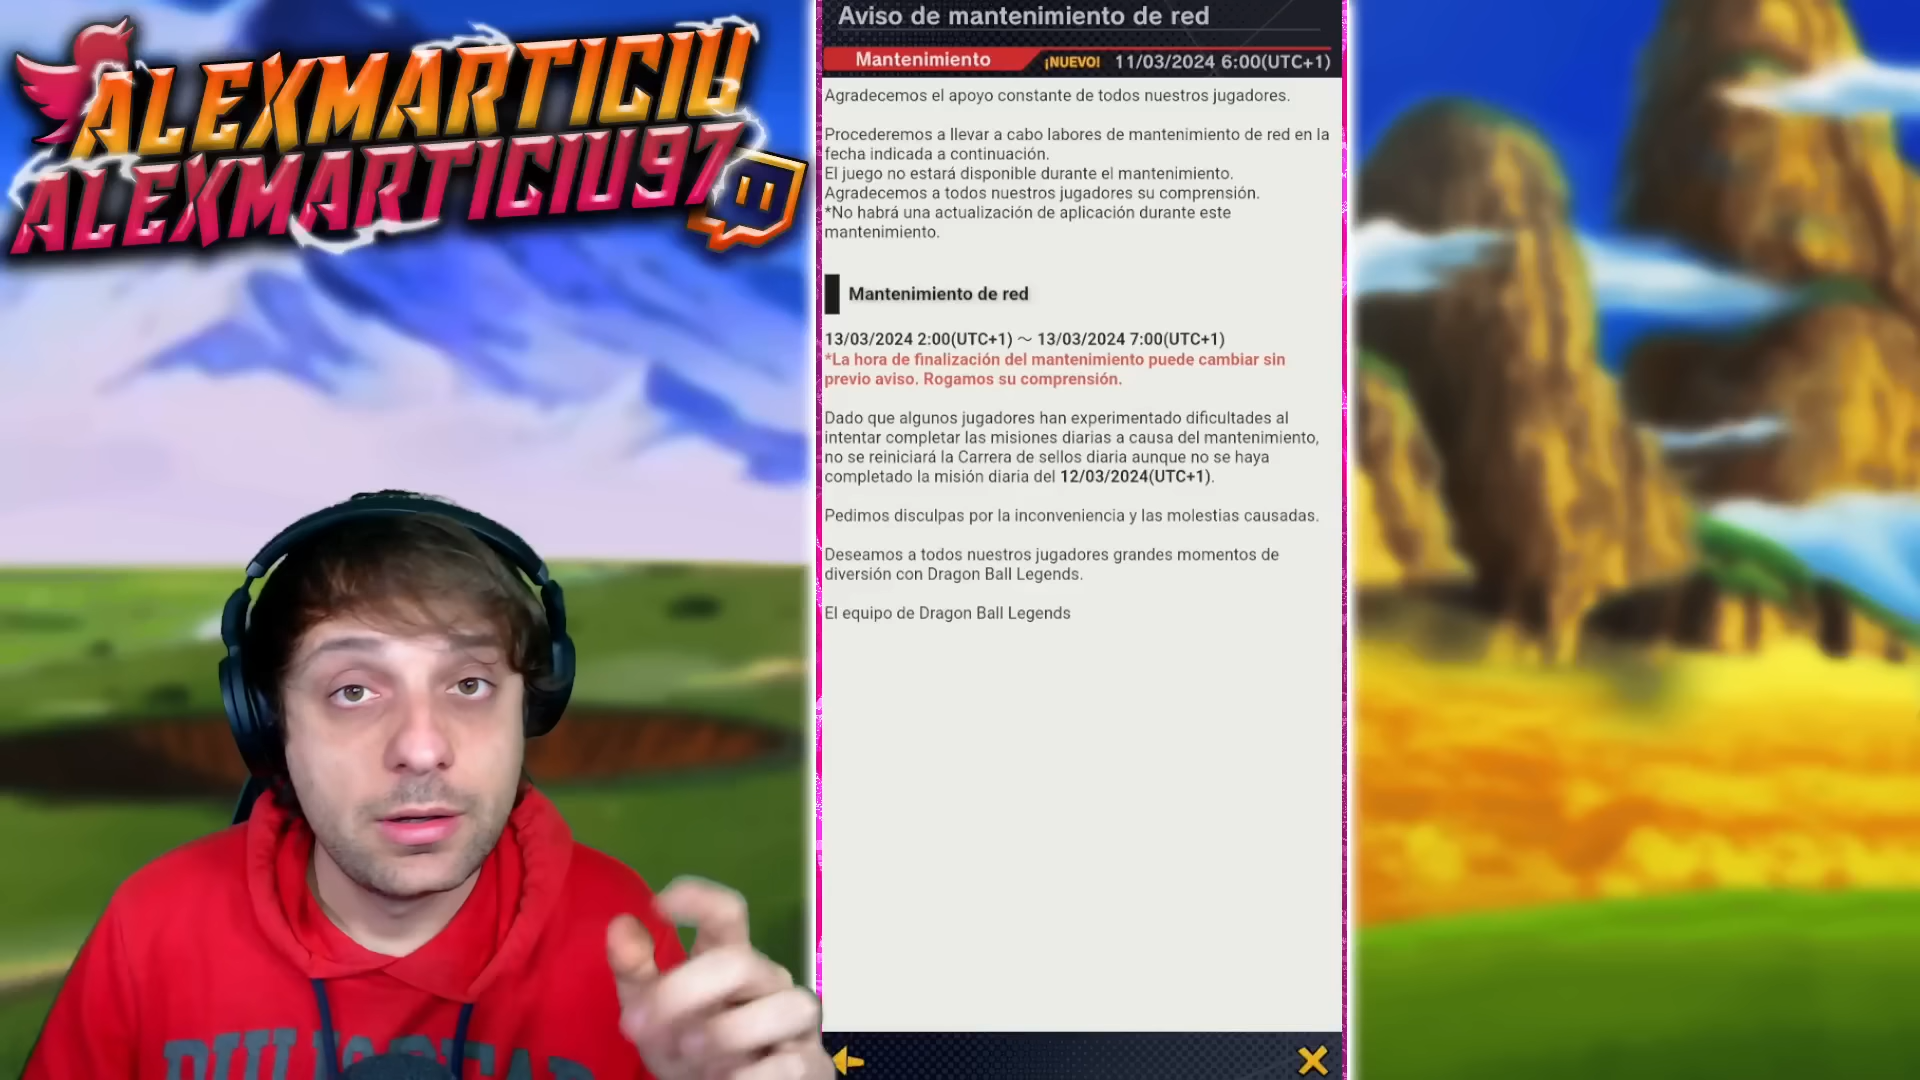 ALEXMARTICIU
ALEXMARTICIU97
Aviso de mantenimiento de red
Mantenimiento ¡NUEVO! 11/03/2024 6:00(UTC+1)
Agradecemos el apoyo constante de todos nuestros jugadores.
Procederemos a llevar a cabo labores de mantenimiento de red en la
fecha indicada a continuación.
El juego no estará disponible durante el mantenimiento.
Agradecemos a todos nuestros jugadores su comprensión.
*No habrá una actualización de aplicación durante este
mantenimiento.
Mantenimiento de red
13/03/2024 2:00(UTC+1) ～ 13/03/2024 7:00(UTC+1)
*La hora de finalización del mantenimiento puede cambiar sin
previo aviso. Rogamos su comprensión.
Dado que algunos jugadores han experimentado dificultades al
intentar completar las misiones diarias a causa del mantenimiento,
no se reiniciará la Carrera de sellos diaria aunque no se haya
completado la misión diaria del 12/03/2024(UTC+1).
Pedimos disculpas por la inconveniencia y las molestias causadas.
Deseamos a todos nuestros jugadores grandes momentos de
diversión con Dragon Ball Legends.
El equipo de Dragon Ball Legends